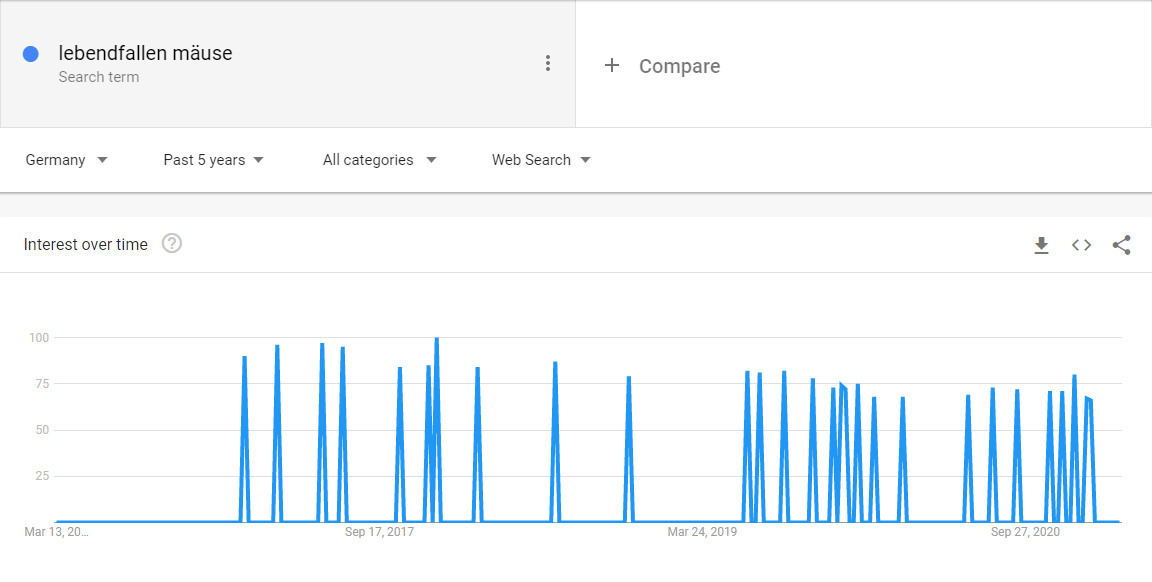 lebendfallen mäuse
Search term
Compare
Germany
Past 5 years
All categories
Web Search
Interest over time
100
75
50
25
Mar 13, 20…
Sep 17, 2017
Mar 24, 2019
Sep 27, 2020